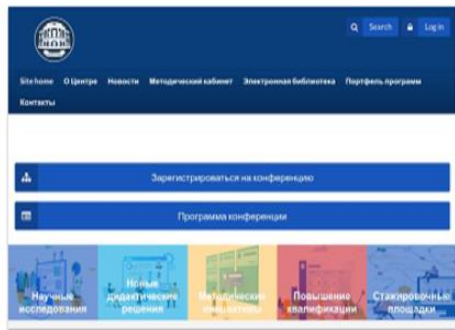 Search
Log in
Site home О Центре Новости Методический кабинет Электронная библиотека Портфель программ
Контакты
Зарегистрироваться на конференцию
Программа конференции
Научные
исследования
Новые
дидактические
решения
Методические
Повышение
квалификации
Стажировочные
площадки